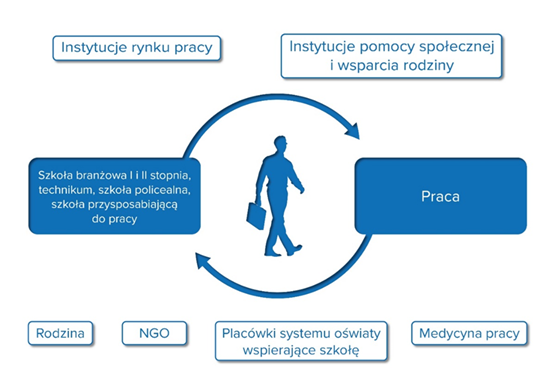 Instytucje rynku pracy
Instytucje pomocy społecznej
i wsparcia rodziny
Szkoła branżowa I i II stopnia,
technikum, szkoła policealna,
szkoła przysposabiającą
do pracy
Praca
Rodzina
NGO
Placówki systemu oświaty
wspierające szkołę
Medycyna pracy